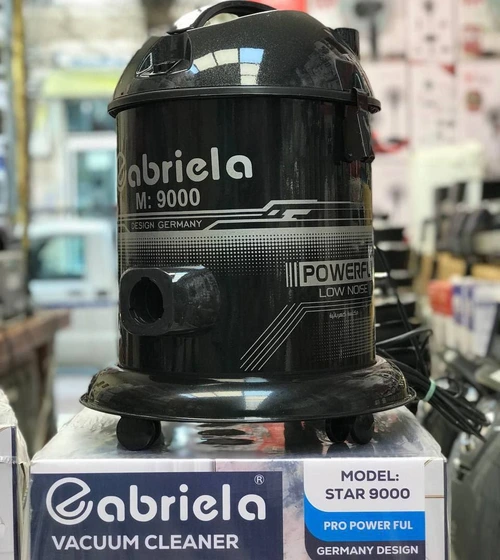 Gabriela
M: 9000
DESIGN GERMANY
POWERFU
LOW NOISE
Gabriela®
VACUUM CLEANER
MODEL:
STAR 9000
PRO POWER FUL
GERMANY DESIGN